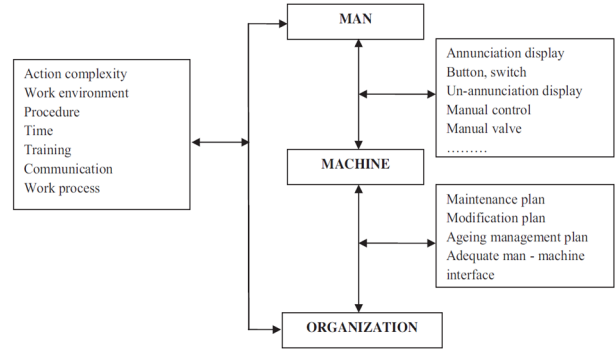 MAN
Action complexity
Work environment
Procedure
Time
Training
Communication
Work process
Annunciation display
Button, switch
Un-annunciation display
Manual control
Manual valve
………
MACHINE
Maintenance plan
Modification plan
Ageing management plan
Adequate man - machine
interface
ORGANIZATION